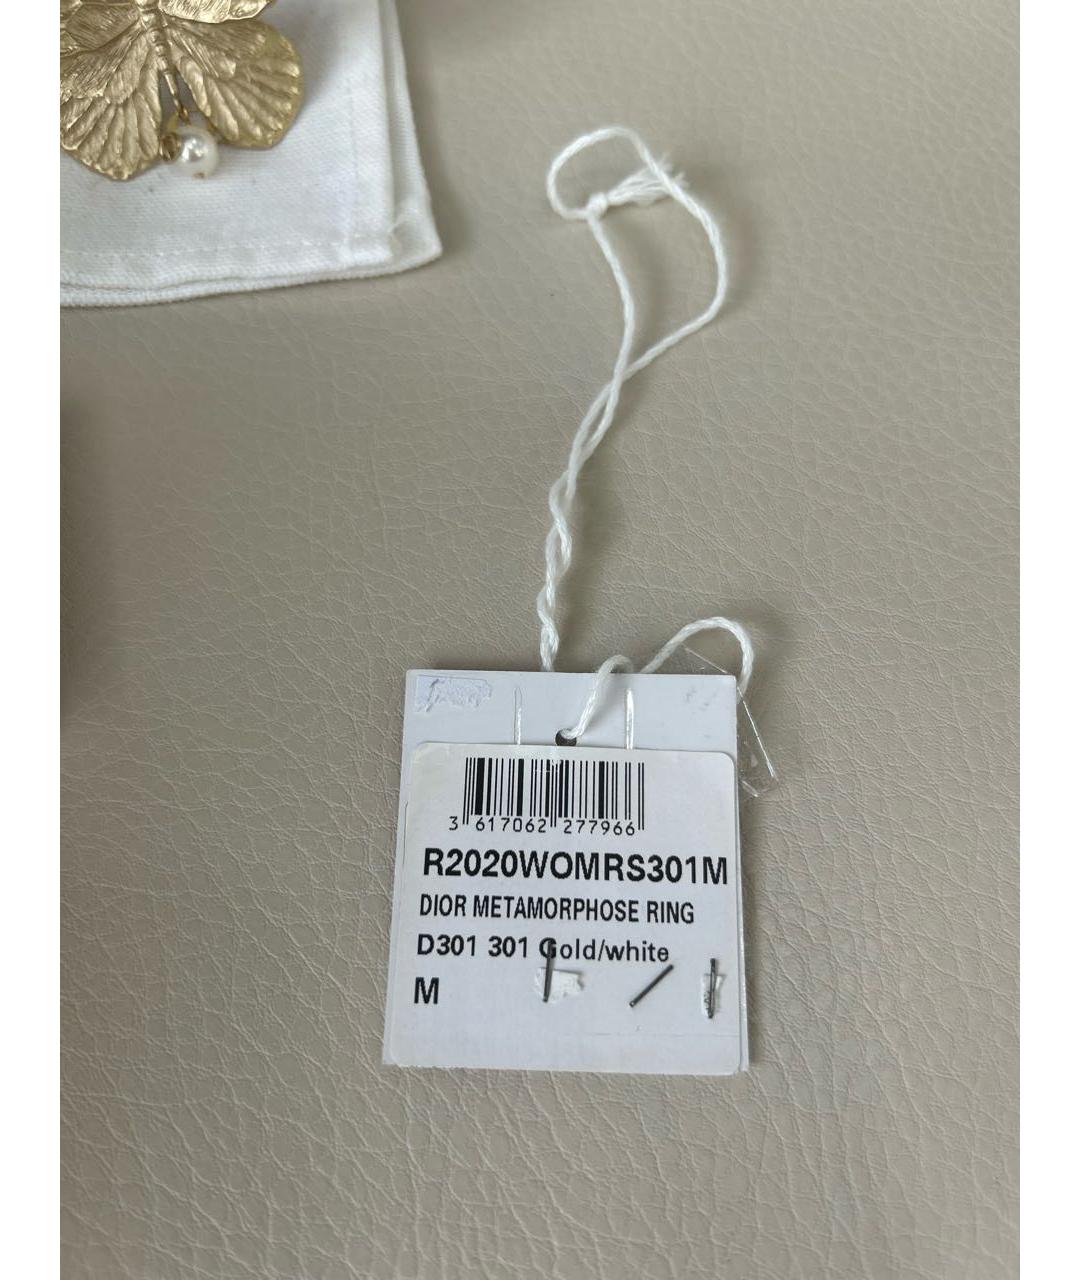 3 617062 277966
R2020WOMRS301M
DIOR METAMORPHOSE RING
D301 301 Gold/white
M